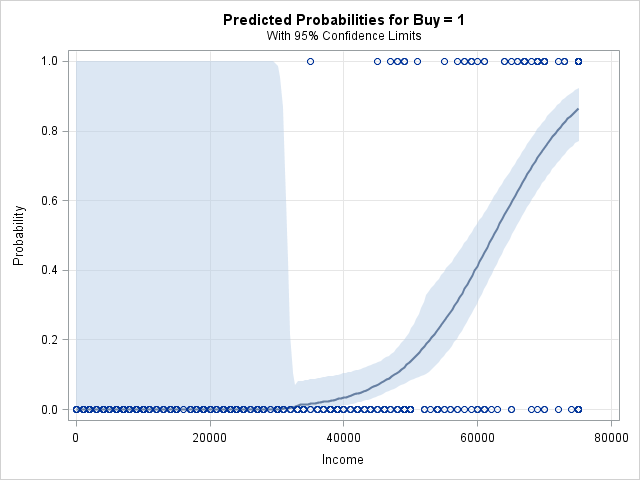 Predicted Probabilities for Buy = 1
With 95% Confidence Limits
1.0
0.8
0.6
0.4
0.2
0.0
Probability
0 20000 40000 60000 80000
Income